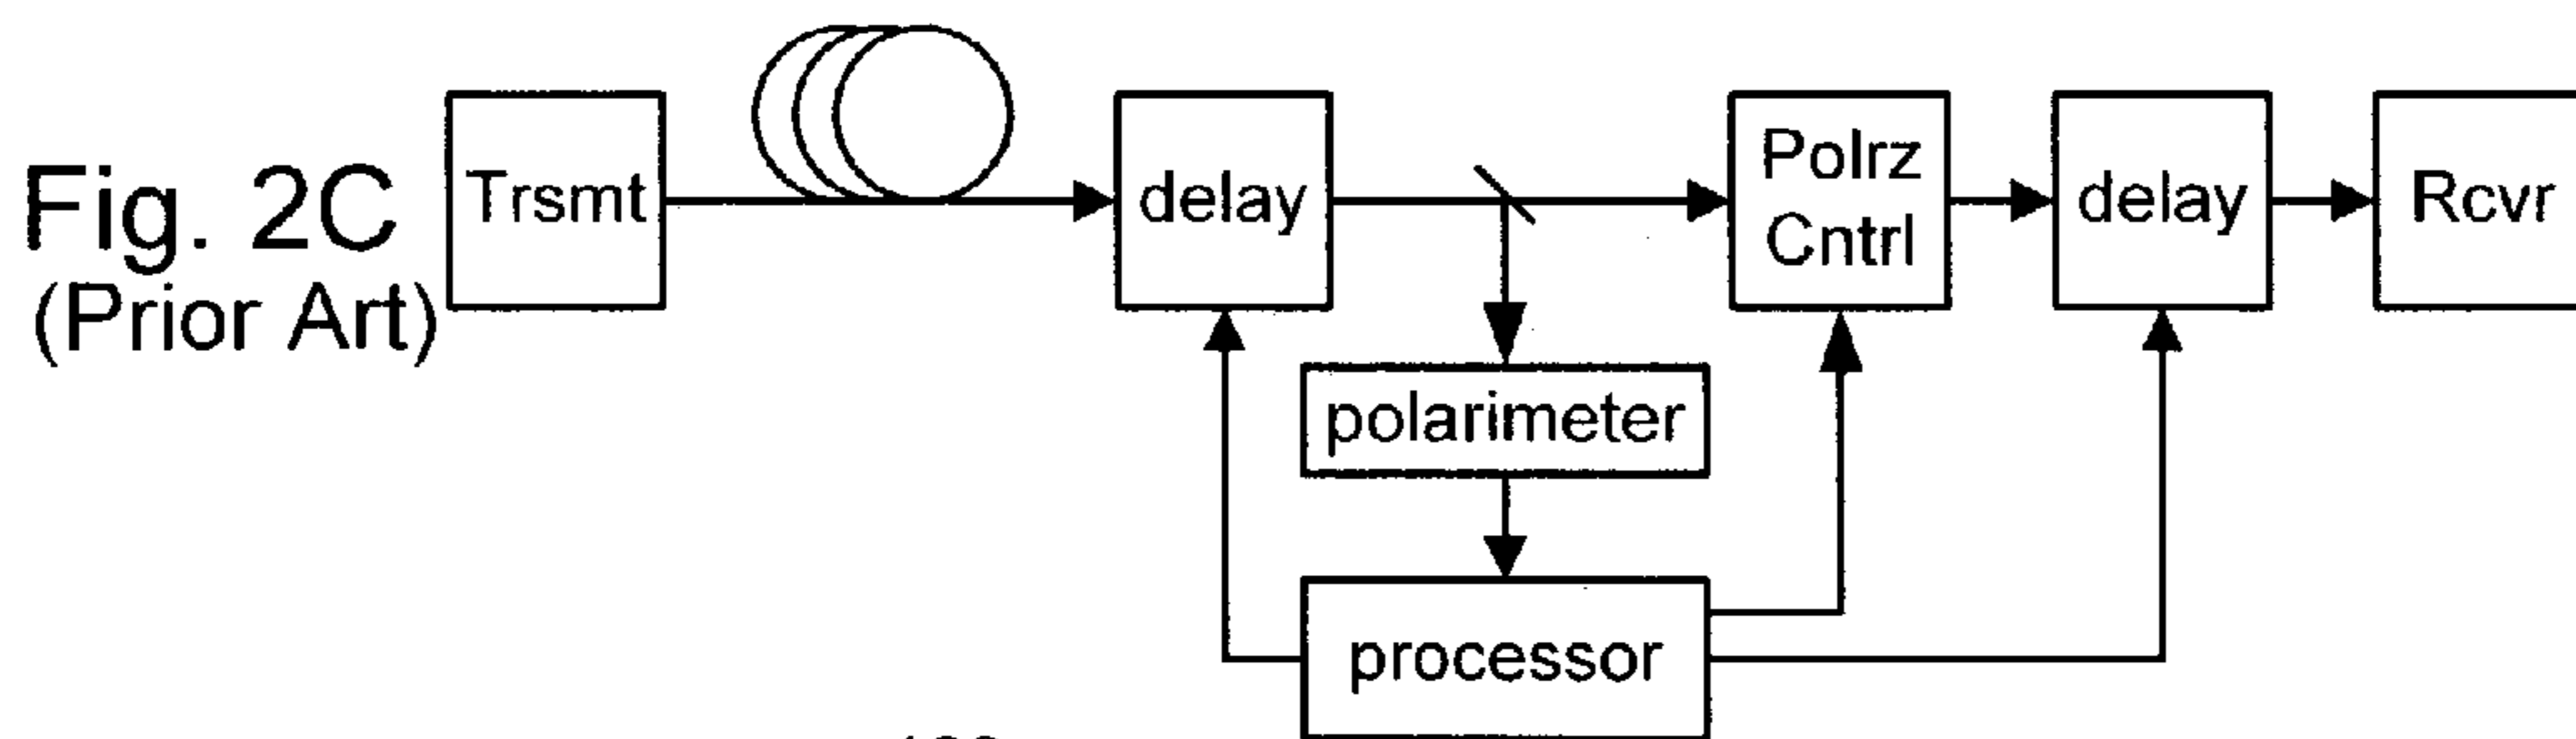 Fig. 2C
(Prior Art)
Trsmt
delay
Polrz
Cntrl
delay
Rcvr
polarimeter
processor